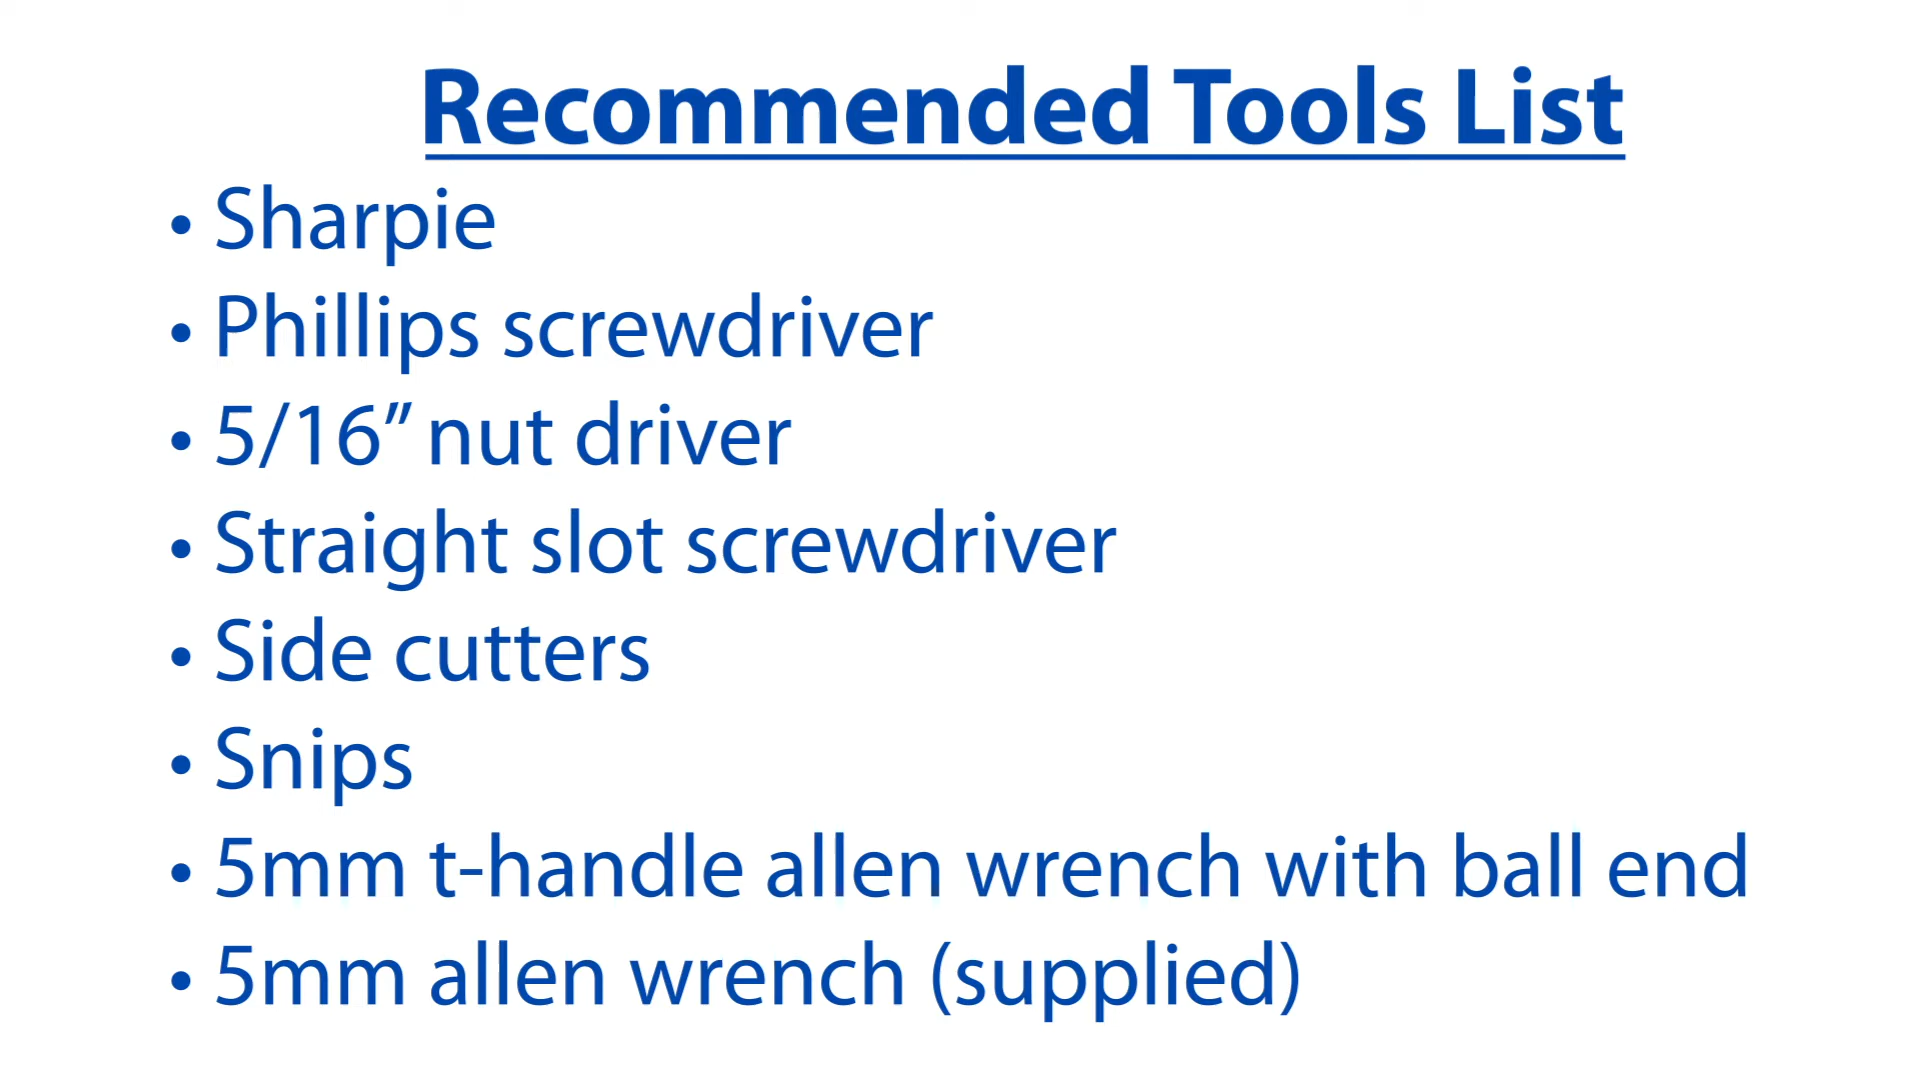 Recommended Tools List
• Sharpie
• Phillips screwdriver
• 5/16” nut driver
• Straight slot screwdriver
• Side cutters
• Snips
• 5mm t-handle allen wrench with ball end
• 5mm allen wrench (supplied)